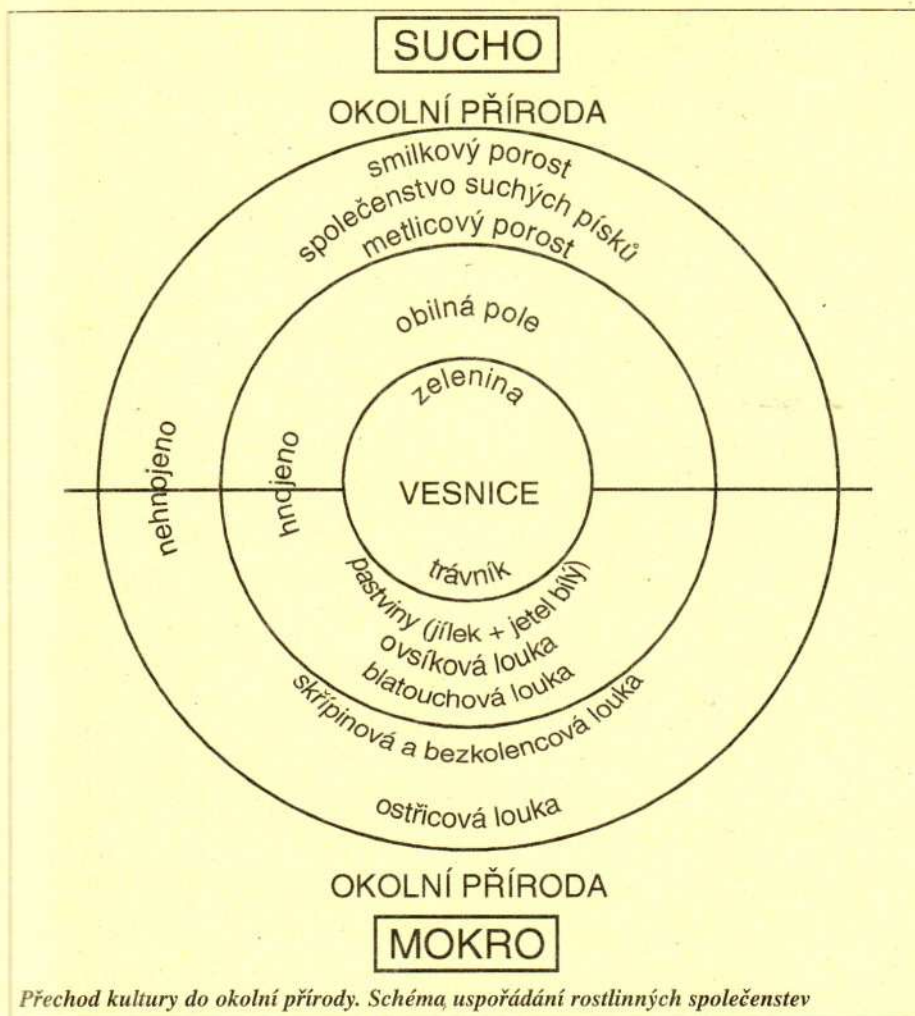 SUCHO
OKOLNÍ PŘÍRODA
smilkový porost
společenstvo suchých písků
metlicový porost
obilná pole
zelenina
nehnojeno
hnojeno
VESNICE
trávník
pastviny (jílek + jetel bílý)
ovsíková louka
blatouchová louka
skřípinová a bezkolencová louka
ostřicová louka
OKOLNÍ PŘÍRODA
MOKRO
Přechod kultury do okolní přírody. Schéma uspořádání rostlinných společenstev